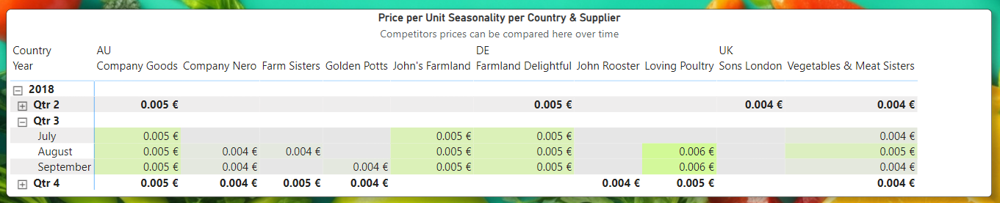 Price per Unit Seasonality per Country & Supplier
Competitors prices can be compared here over time
Country AU DE UK
Year Company Goods Company Nero Farm Sisters Golden Potts John's Farmland Farmland Delightful John Rooster Loving Poultry Sons London Vegetables & Meat Sisters
2018
Qtr 2 0.005 € 0.005 € 0.004 € 0.004 €
Qtr 3
July 0.005 € 0.005 € 0.005 € 0.004 €
August 0.005 € 0.004 € 0.004 € 0.005 € 0.005 € 0.006 € 0.005 €
September 0.005 € 0.004 € 0.004 € 0.005 € 0.005 € 0.006 € 0.004 €
Qtr 4 0.005 € 0.004 € 0.005 € 0.004 € 0.004 € 0.005 € 0.004 €